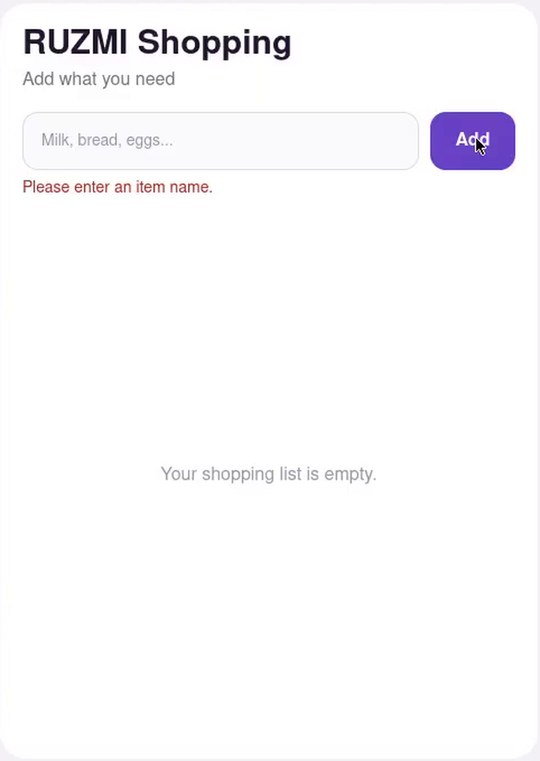 RUZMI Shopping
Add what you need
Milk, bread, eggs...
Add
Please enter an item name.
Your shopping list is empty.